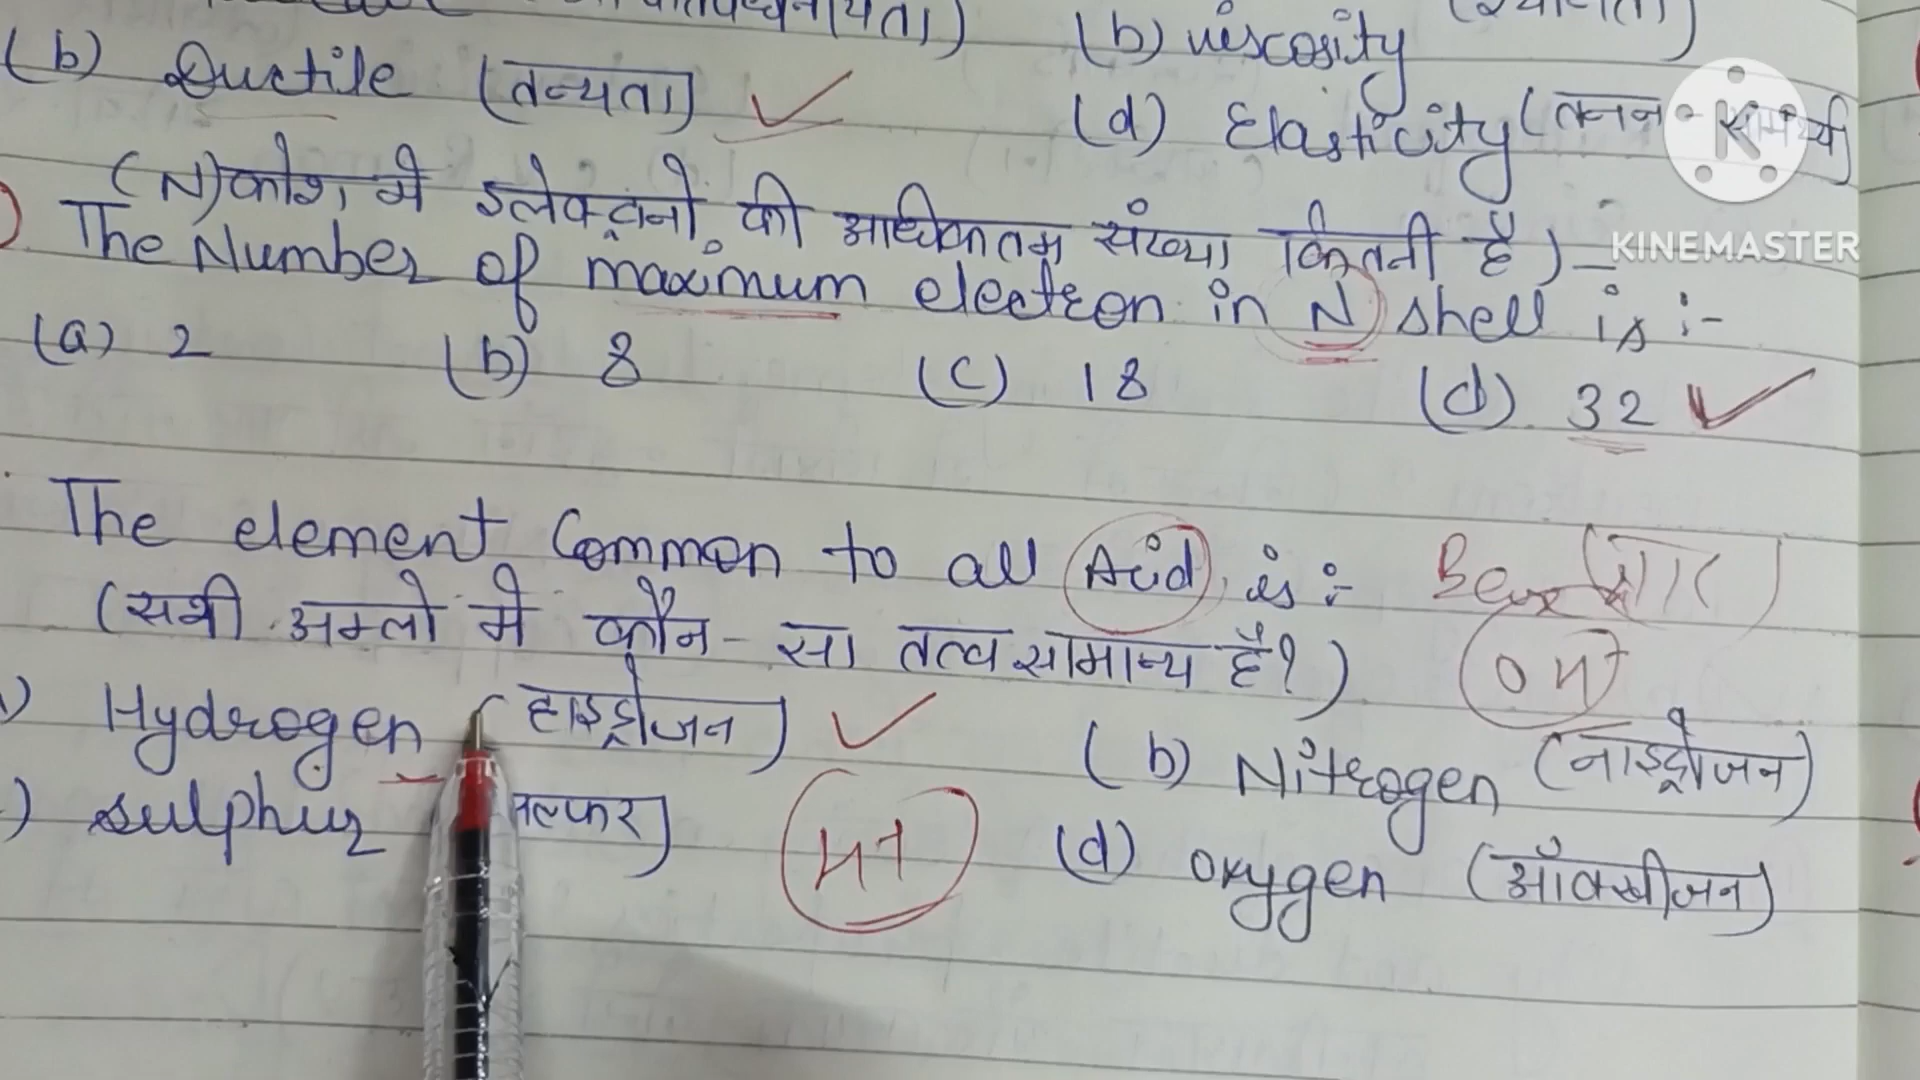 (b) viscosity
(b) Ductile (तन्यता) ✓
(d) Elasticity (तनन
KINEMASTER
(N) कोश में इलेक्ट्रानो की अधिकतम संख्या कितनी है) -
The Number of maximum electron in N shell is :-
(a) 2 (b) 8 (c) 18 (d) 32 ✓
The element Common to all Acid is :-
(सभी अम्लो में कौन - सा तत्व सामान्य है?)
OH-
Hydrogen (हाइड्रोजन) ✓ (b) Nitrogen (नाइट्रोजन)
) Sulphur ल्फर) H+ (d) oxygen (ऑक्सीजन)